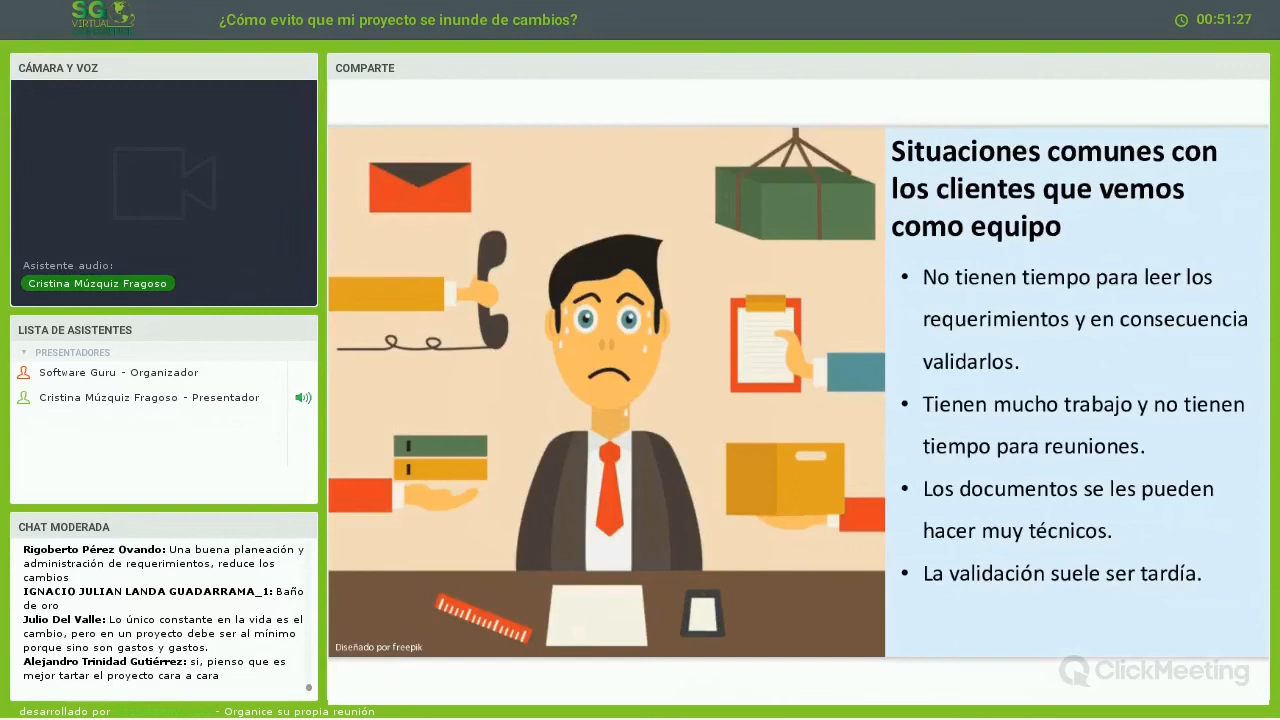 SG
VIRTUAL
¿Cómo evito que mi proyecto se inunde de cambios?
00:51:27
CÁMARA Y VOZ
Asistente audio:
Cristina Múzquiz Fragoso
LISTA DE ASISTENTES
PRESENTADORES
Software Guru - Organizador
Cristina Múzquiz Fragoso - Presentador
CHAT MODERADA
Rigoberto Pérez Ovando: Una buena planeación y
administración de requerimientos, reduce los
cambios
IGNACIO JULIAN LANDA GUADARRAMA_1: Baño
de oro
Julio Del Valle: Lo único constante en la vida es el
cambio, pero en un proyecto debe ser al mínimo
porque sino son gastos y gastos.
Alejandro Trinidad Gutiérrez: si, pienso que es
mejor tartar el proyecto cara a cara
desarrollado por
- Organice su propia reunión
COMPARTE
Situaciones comunes con
los clientes que vemos
como equipo
• No tienen tiempo para leer los
requerimientos y en consecuencia
validarlos.
• Tienen mucho trabajo y no tienen
tiempo para reuniones.
• Los documentos se les pueden
hacer muy técnicos.
• La validación suele ser tardía.
Diseñado por freepik
ClickMeeting